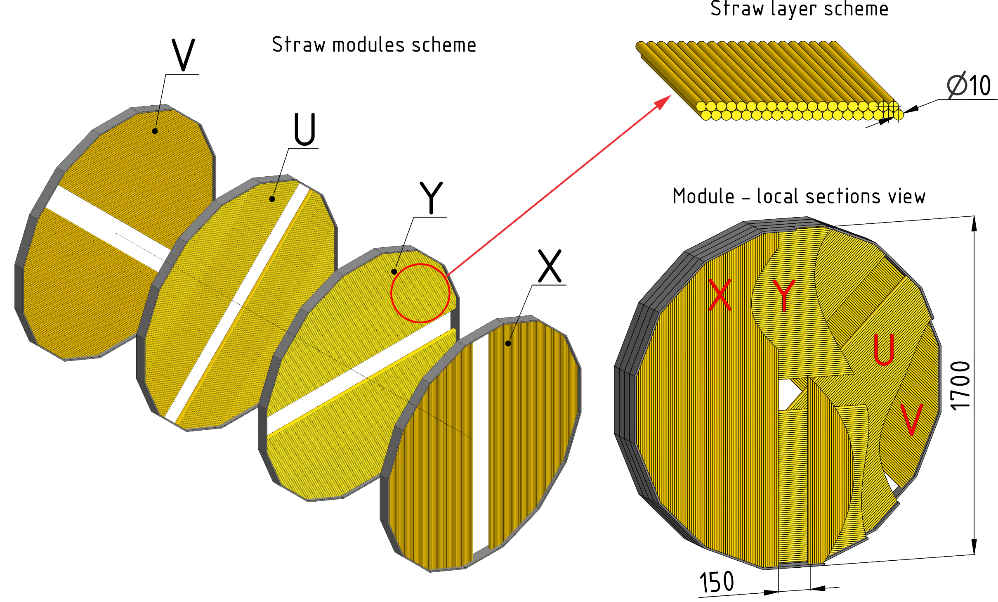 Straw modules scheme
V
U
Y
X
Straw layer scheme
Ø10
Module – local sections view
X
Y
U
V
1700
150